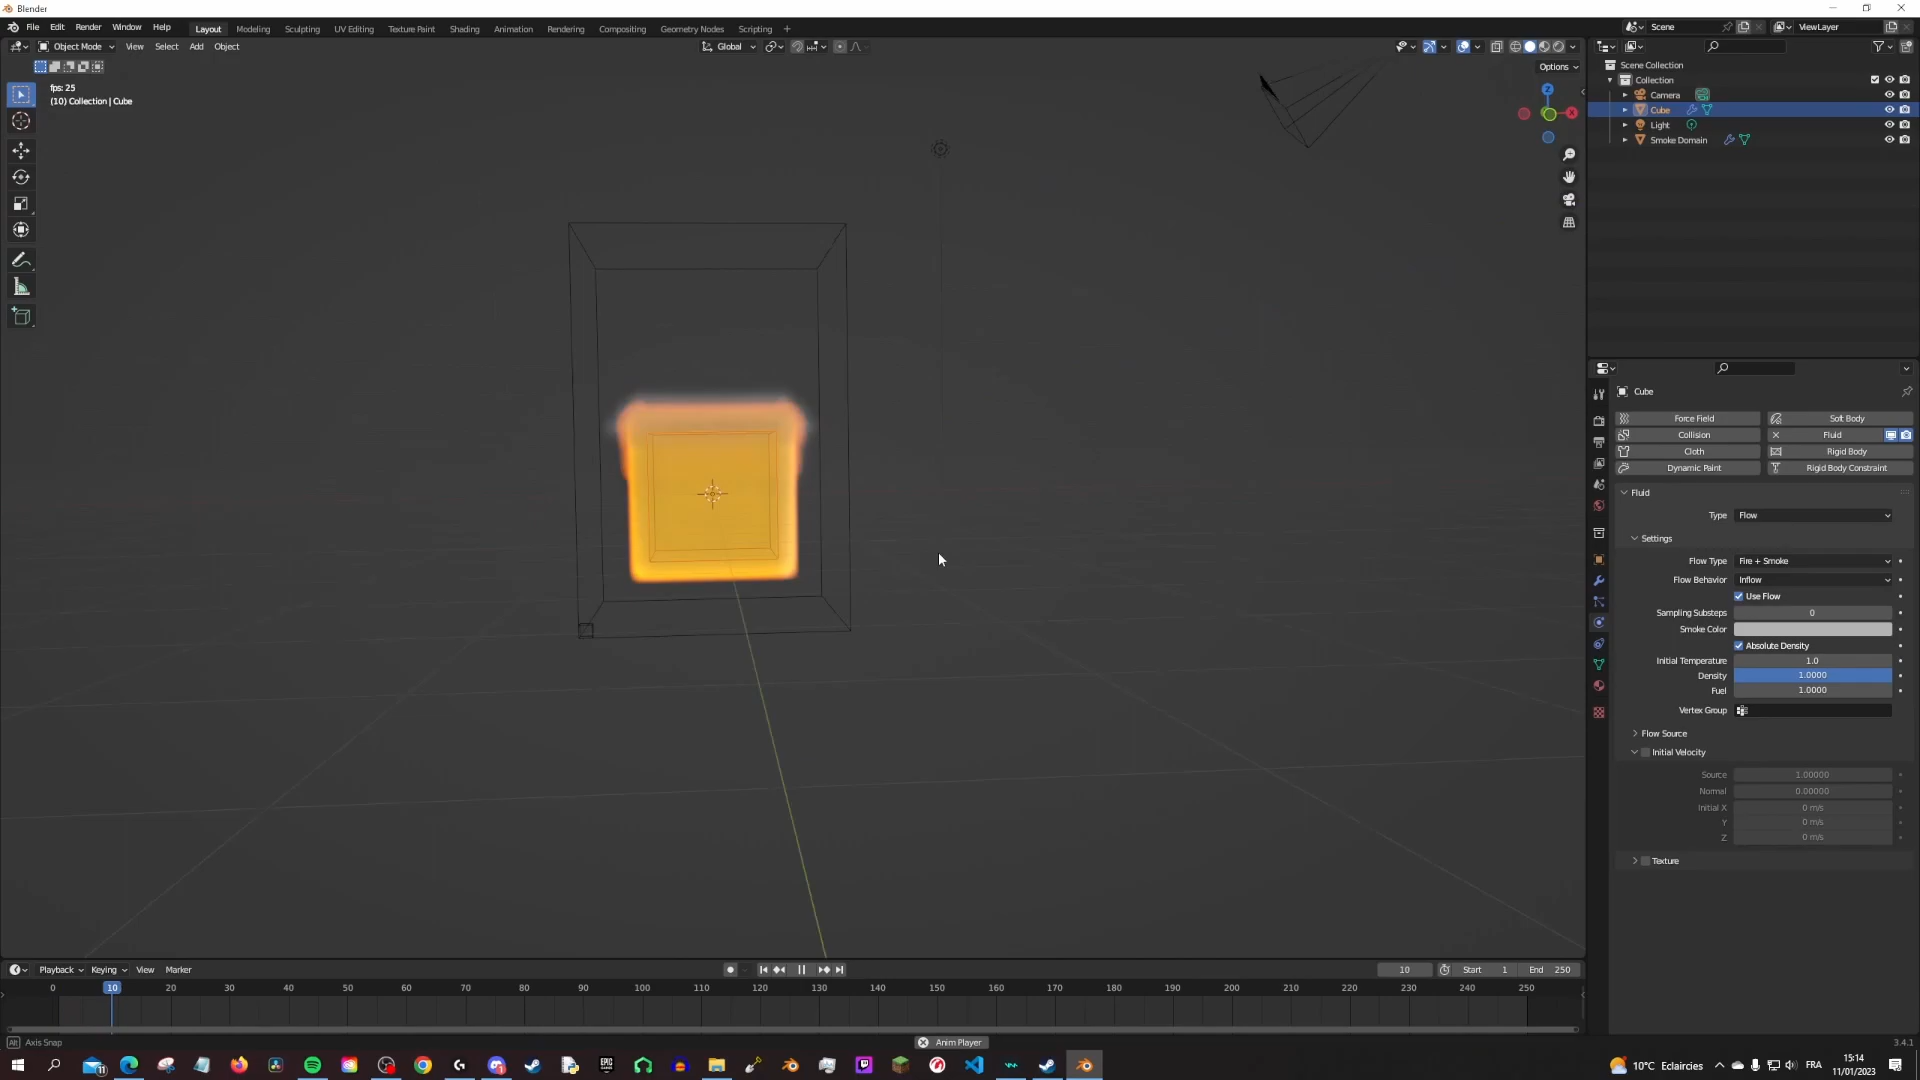 Blender
File Edit Render Window Help Layout Modeling Sculpting UV Editing Texture Paint Shading Animation Rendering Compositing Geometry Nodes Scripting + Scene ViewLayer
Object Mode View Select Add Object Global
Options
fps: 25
(10) Collection | Cube
Z
X
Scene Collection
Collection
Camera
Cube
Light
Smoke Domain
Cube
Force Field Soft Body
Collision Fluid
Cloth Rigid Body
Dynamic Paint Rigid Body Constraint
Fluid
Type Flow
Settings
Flow Type Fire + Smoke
Flow Behavior Inflow
Use Flow
Sampling Substeps 0
Smoke Color
Absolute Density
Initial Temperature 1.0
Density 1.0000
Fuel 1.0000
Vertex Group
Flow Source
Initial Velocity
Source 1.00000
Normal 0.00000
Initial X 0 m/s
Y 0 m/s
Z 0 m/s
Texture
Playback Keying View Marker 10 Start 1 End 250
0 10 20 30 40 50 60 70 80 90 100 110 120 130 140 150 160 170 180 190 200 210 220 230 240 250
Alt Axis Snap Anim Player 3.4.1
11 10°C Eclaircies FRA 15:14
11/01/2023